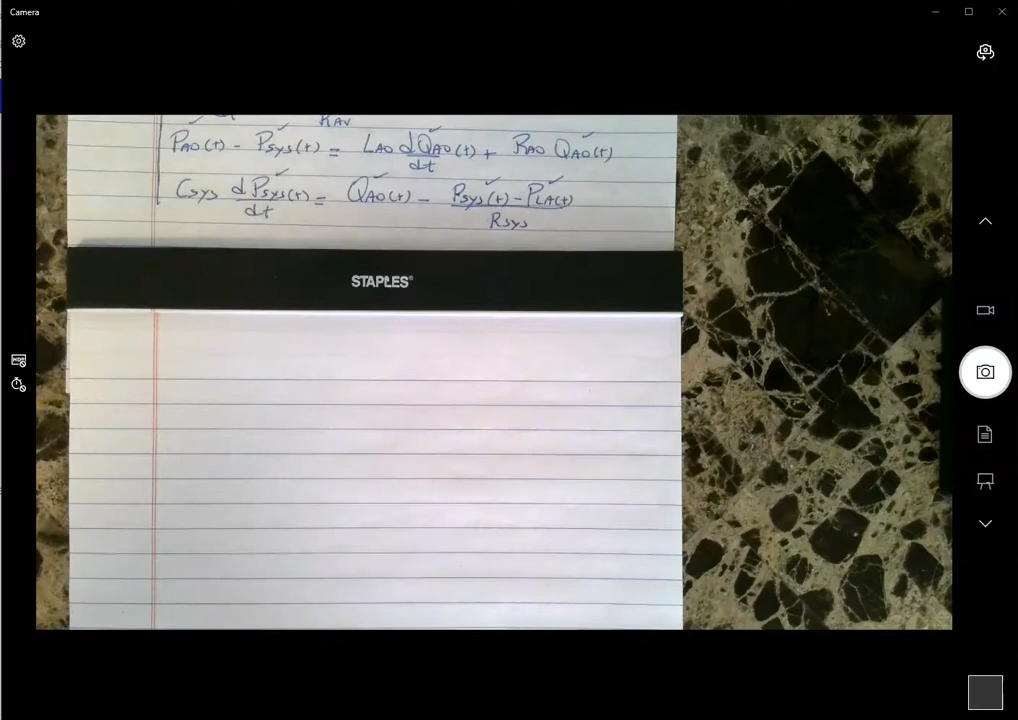 Camera
RAV
PAO(t) - Psys(t) = LAO dQAO(t)/dt + RAO QAO(t)
Csys dPsys(t)/dt = QAO(t) - Psys(t) - PLA(t)/Rsys
STAPLES®